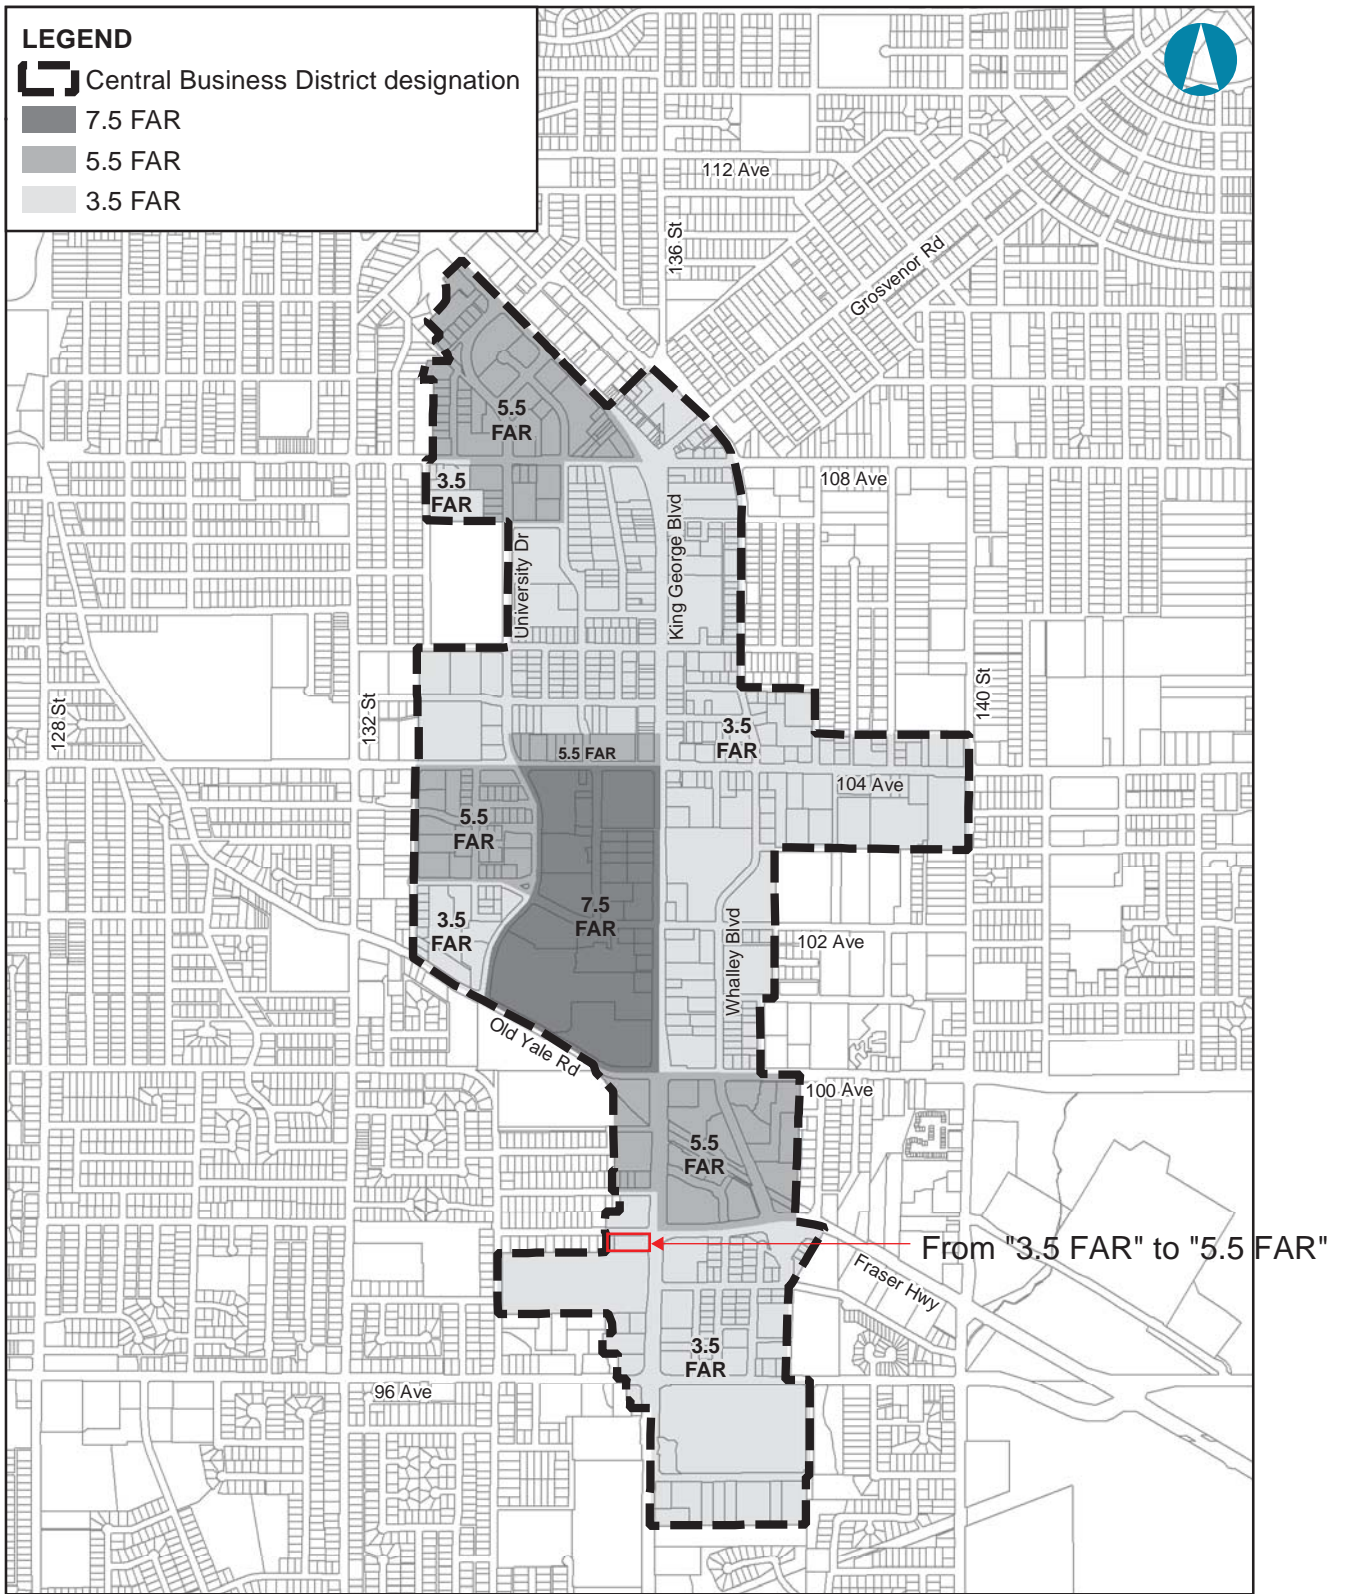 LEGEND
Central Business District designation
7.5 FAR
5.5 FAR
3.5 FAR
112 Ave
136 St
Grosvenor Rd
5.5
FAR
3.5
FAR
108 Ave
University Dr
King George Blvd
128 St
132 St
140 St
3.5
FAR
5.5 FAR
104 Ave
5.5
FAR
7.5
FAR
3.5
FAR
102 Ave
Whalley Blvd
Old Yale Rd
100 Ave
5.5
FAR
From "3.5 FAR" to "5.5 FAR"
Fraser Hwy
3.5
FAR
96 Ave